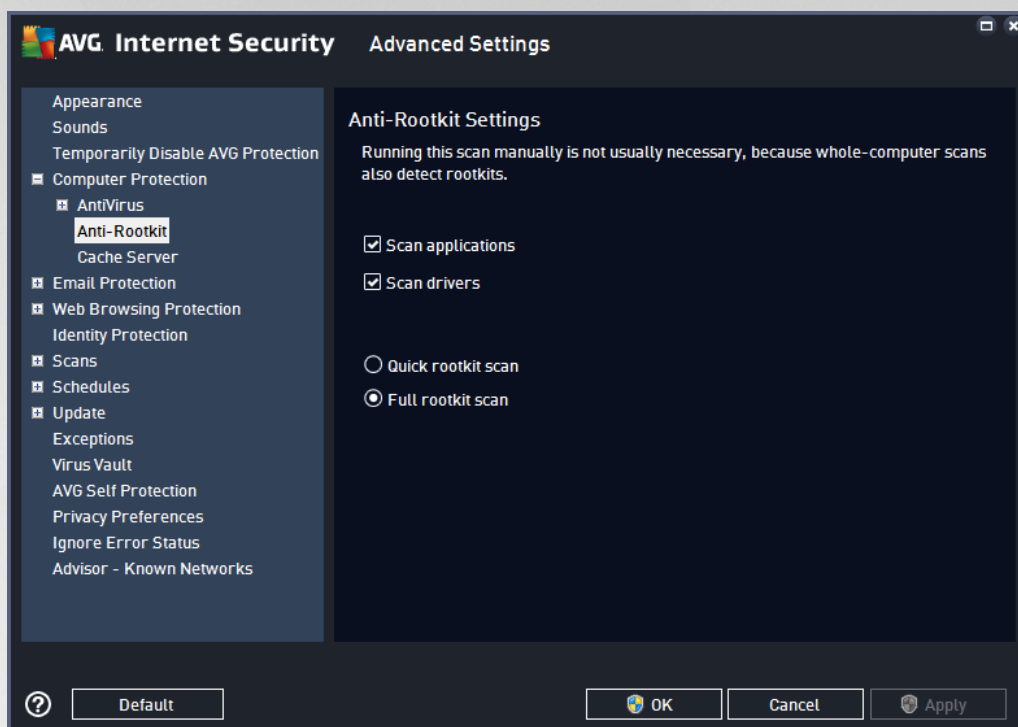 AVG. Internet Security Advanced Settings
Appearance
Sounds
Temporarily Disable AVG Protection
Computer Protection
AntiVirus
Anti-Rootkit
Cache Server
Email Protection
Web Browsing Protection
Identity Protection
Scans
Schedules
Update
Exceptions
Virus Vault
AVG Self Protection
Privacy Preferences
Ignore Error Status
Advisor - Known Networks
Anti-Rootkit Settings
Running this scan manually is not usually necessary, because whole-computer scans
also detect rootkits.
Scan applications
Scan drivers
Quick rootkit scan
Full rootkit scan
? Default OK Cancel Apply